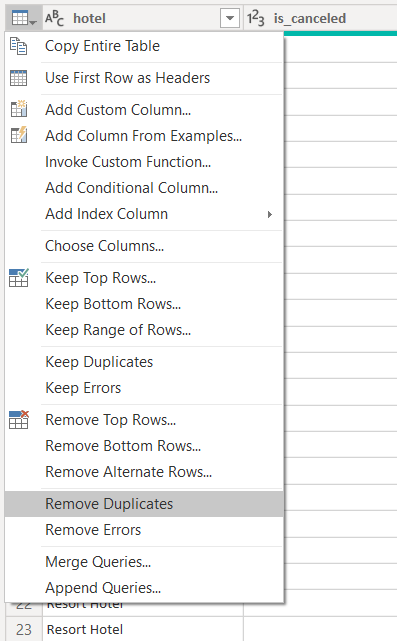 ABC hotel 123 is_canceled
Copy Entire Table
Use First Row as Headers
Add Custom Column...
Add Column From Examples...
Invoke Custom Function...
Add Conditional Column...
Add Index Column
Choose Columns...
Keep Top Rows...
Keep Bottom Rows...
Keep Range of Rows...
Keep Duplicates
Keep Errors
Remove Top Rows...
Remove Bottom Rows...
Remove Alternate Rows...
Remove Duplicates
Remove Errors
Merge Queries...
Append Queries...
22 Resort Hotel
23 Resort Hotel